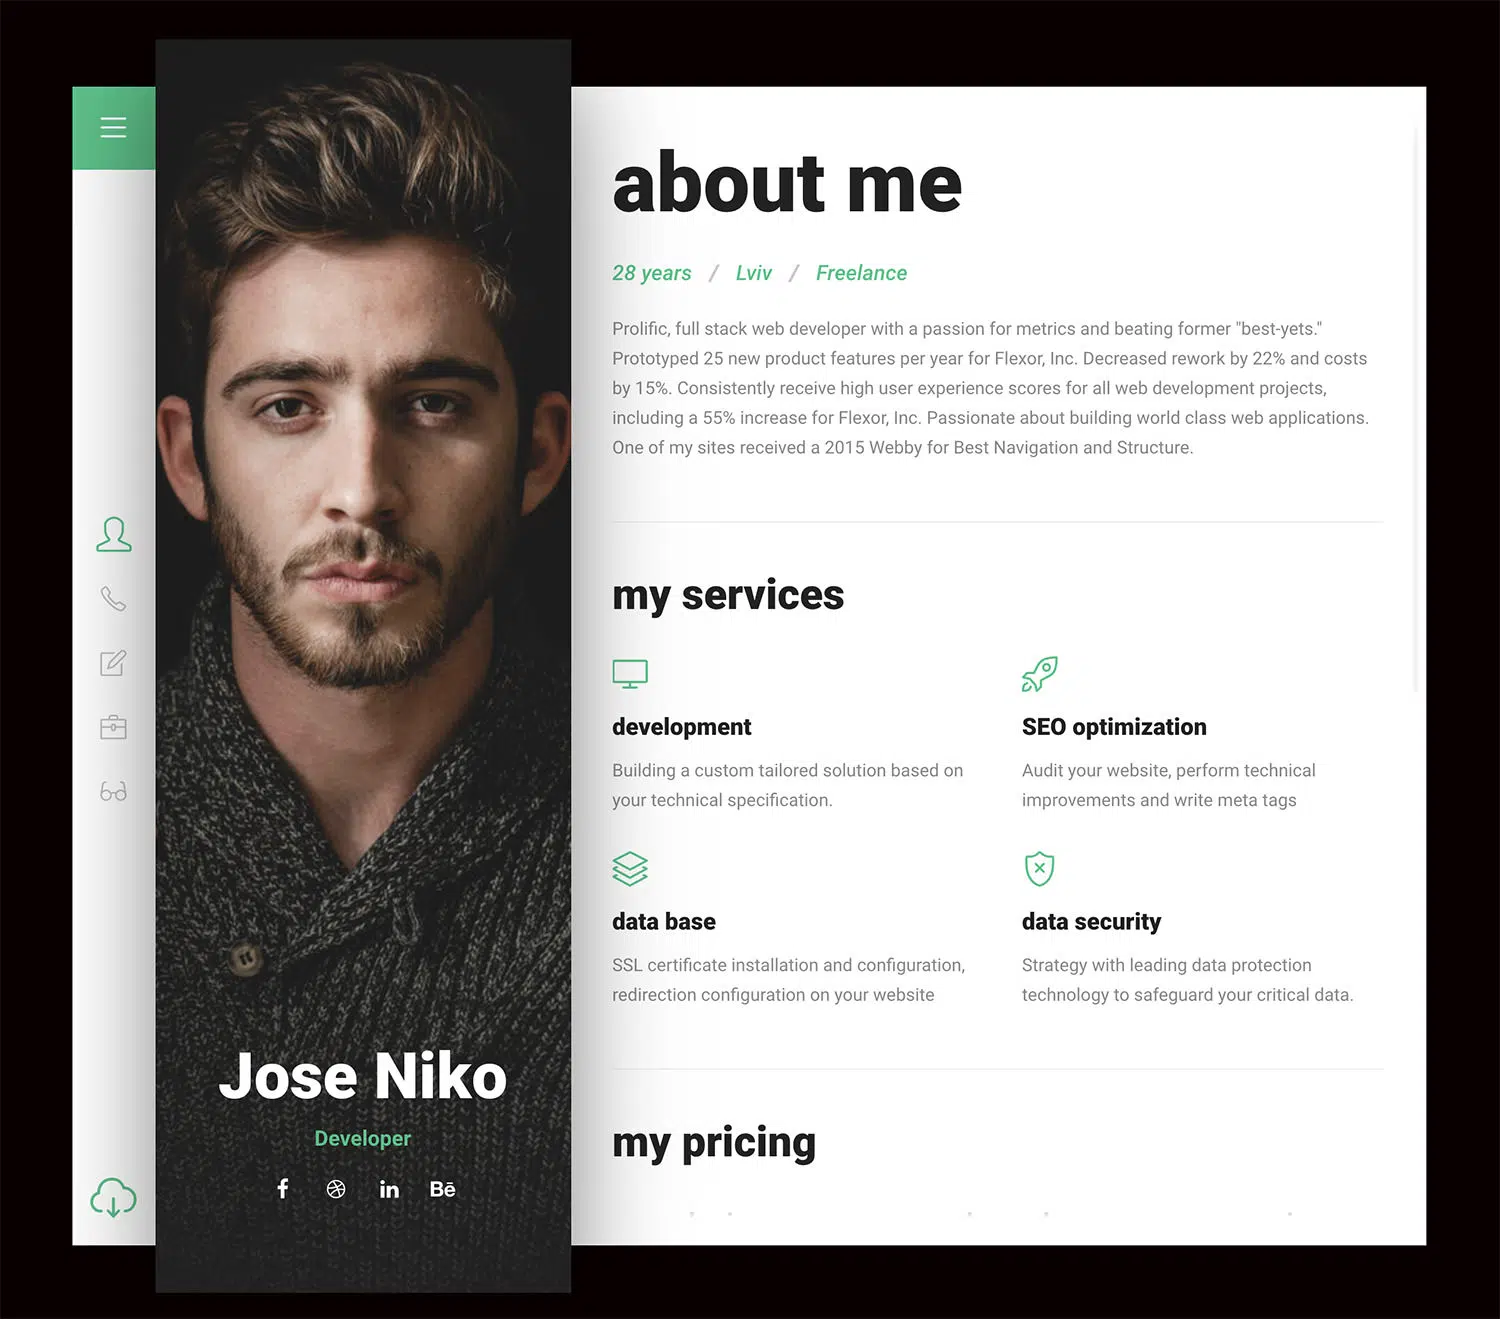 about me
28 years / Lviv / Freelance
Prolific, full stack web developer with a passion for metrics and beating former "best-yets."
Prototyped 25 new product features per year for Flexor, Inc. Decreased rework by 22% and costs
by 15%. Consistently receive high user experience scores for all web development projects,
including a 55% increase for Flexor, Inc. Passionate about building world class web applications.
One of my sites received a 2015 Webby for Best Navigation and Structure.
my services
development
Building a custom tailored solution based on
your technical specification.
SEO optimization
Audit your website, perform technical
improvements and write meta tags
data base
SSL certificate installation and configuration,
redirection configuration on your website
data security
Strategy with leading data protection
technology to safeguard your critical data.
my pricing
Jose Niko
Developer
f in Bē